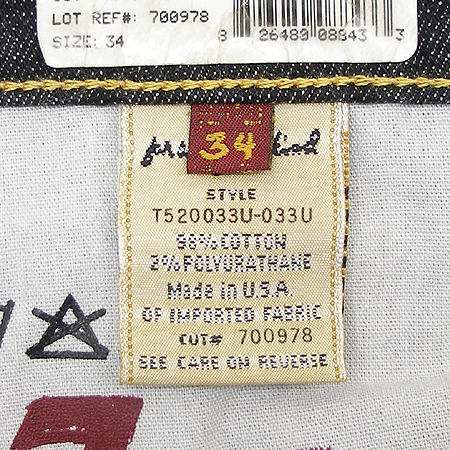 LOT REF#: 700978
SIZE: 34
8 26480 08843 3
34
STYLE
T520033U-033U
98% COTTON
2% POLYURATHANE
Made in U.S.A.
OF IMPORTED FABRIC
CUT# 700978
SEE CARE ON REVERSE